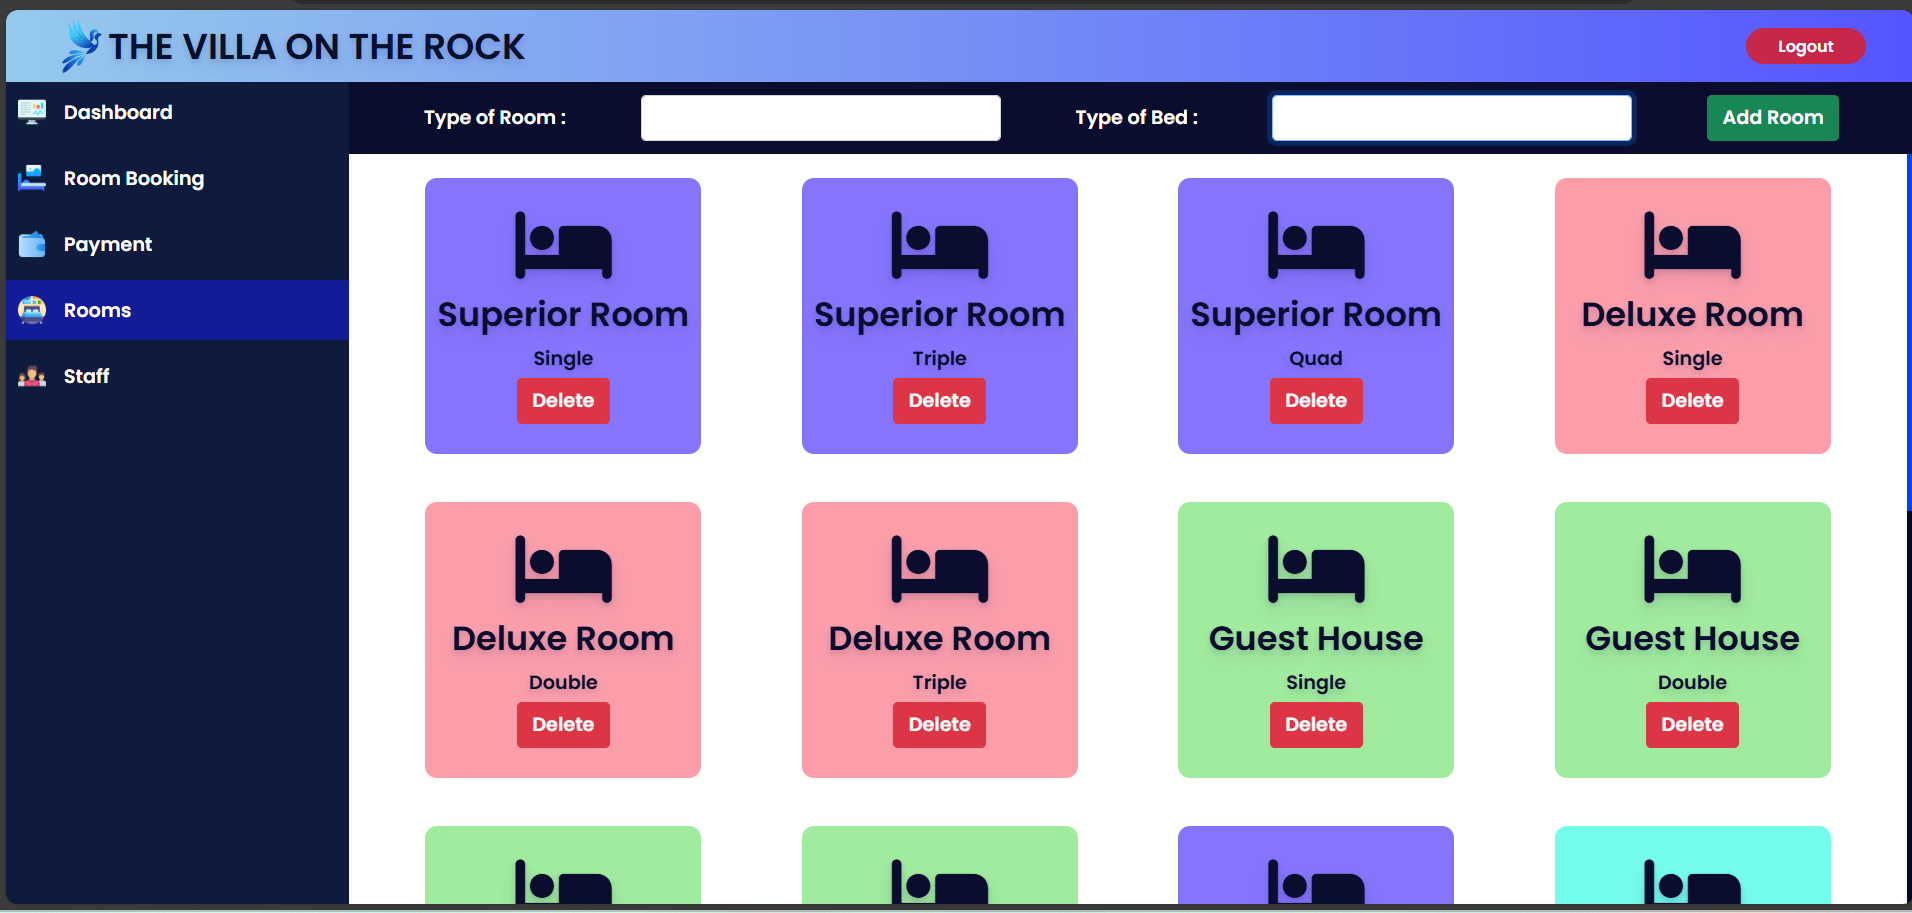 THE VILLA ON THE ROCK
Logout
Dashboard
Room Booking
Payment
Rooms
Staff
Type of Room :
Type of Bed :
Add Room
Superior Room
Single
Delete
Superior Room
Triple
Delete
Superior Room
Quad
Delete
Deluxe Room
Single
Delete
Deluxe Room
Double
Delete
Deluxe Room
Triple
Delete
Guest House
Single
Delete
Guest House
Double
Delete